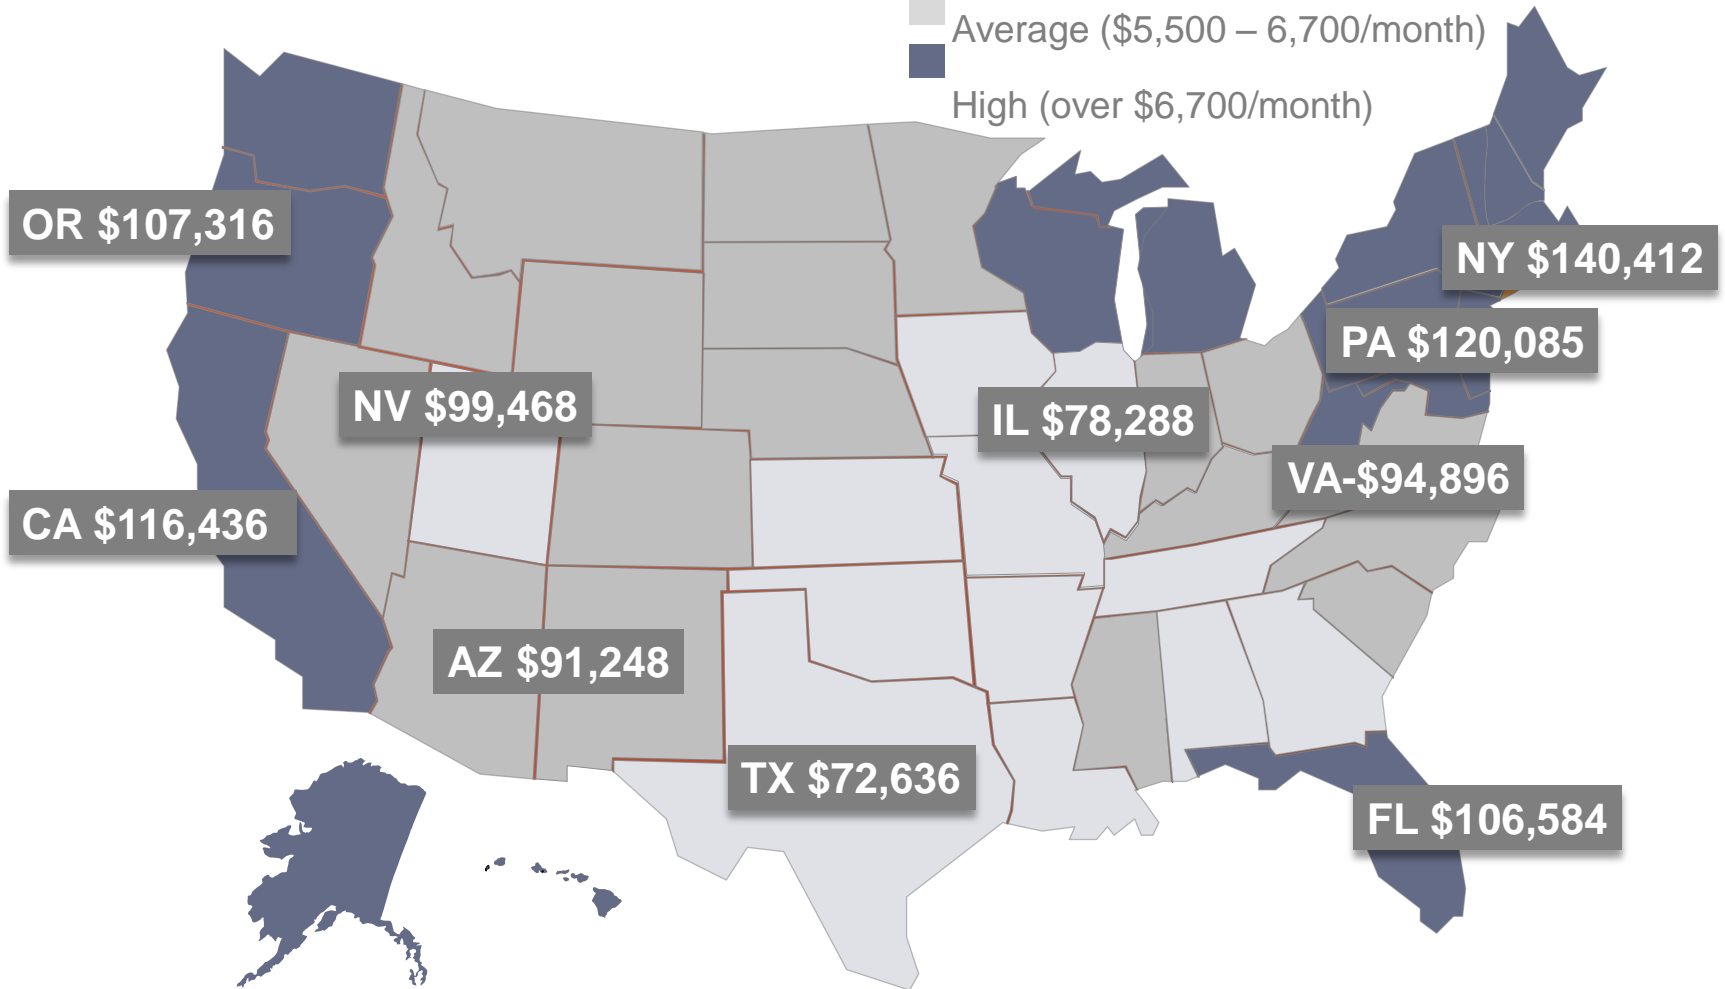 Average ($5,500 – 6,700/month)
High (over $6,700/month)
OR $107,316
NY $140,412
PA $120,085
NV $99,468
IL $78,288
VA-$94,896
CA $116,436
AZ $91,248
TX $72,636
FL $106,584